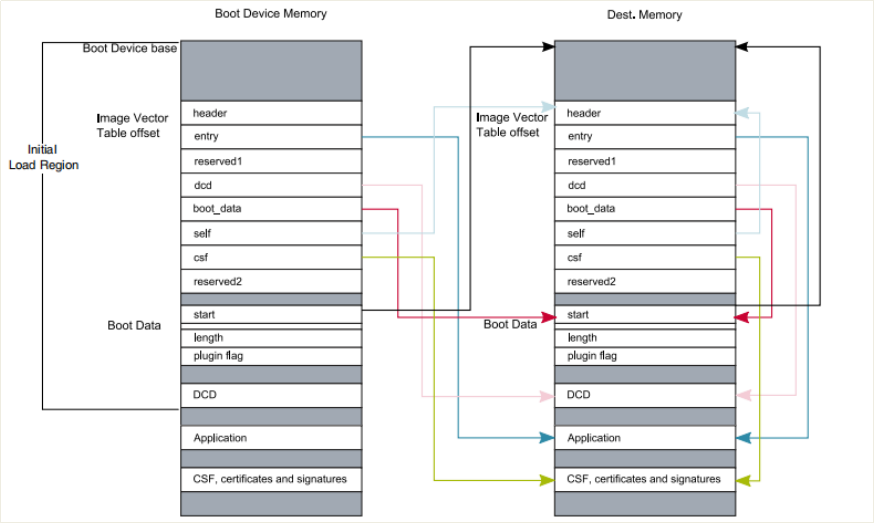 Boot Device Memory
Dest. Memory
Boot Device base
Image Vector
Table offset
Initial
Load Region
header
entry
reserved1
dcd
boot_data
self
csf
reserved2
Boot Data
start
length
plugin flag
DCD
Application
CSF, certificates and signatures
Image Vector
Table offset
header
entry
reserved1
dcd
boot_data
self
csf
reserved2
Boot Data
start
length
plugin flag
DCD
Application
CSF, certificates and signatures